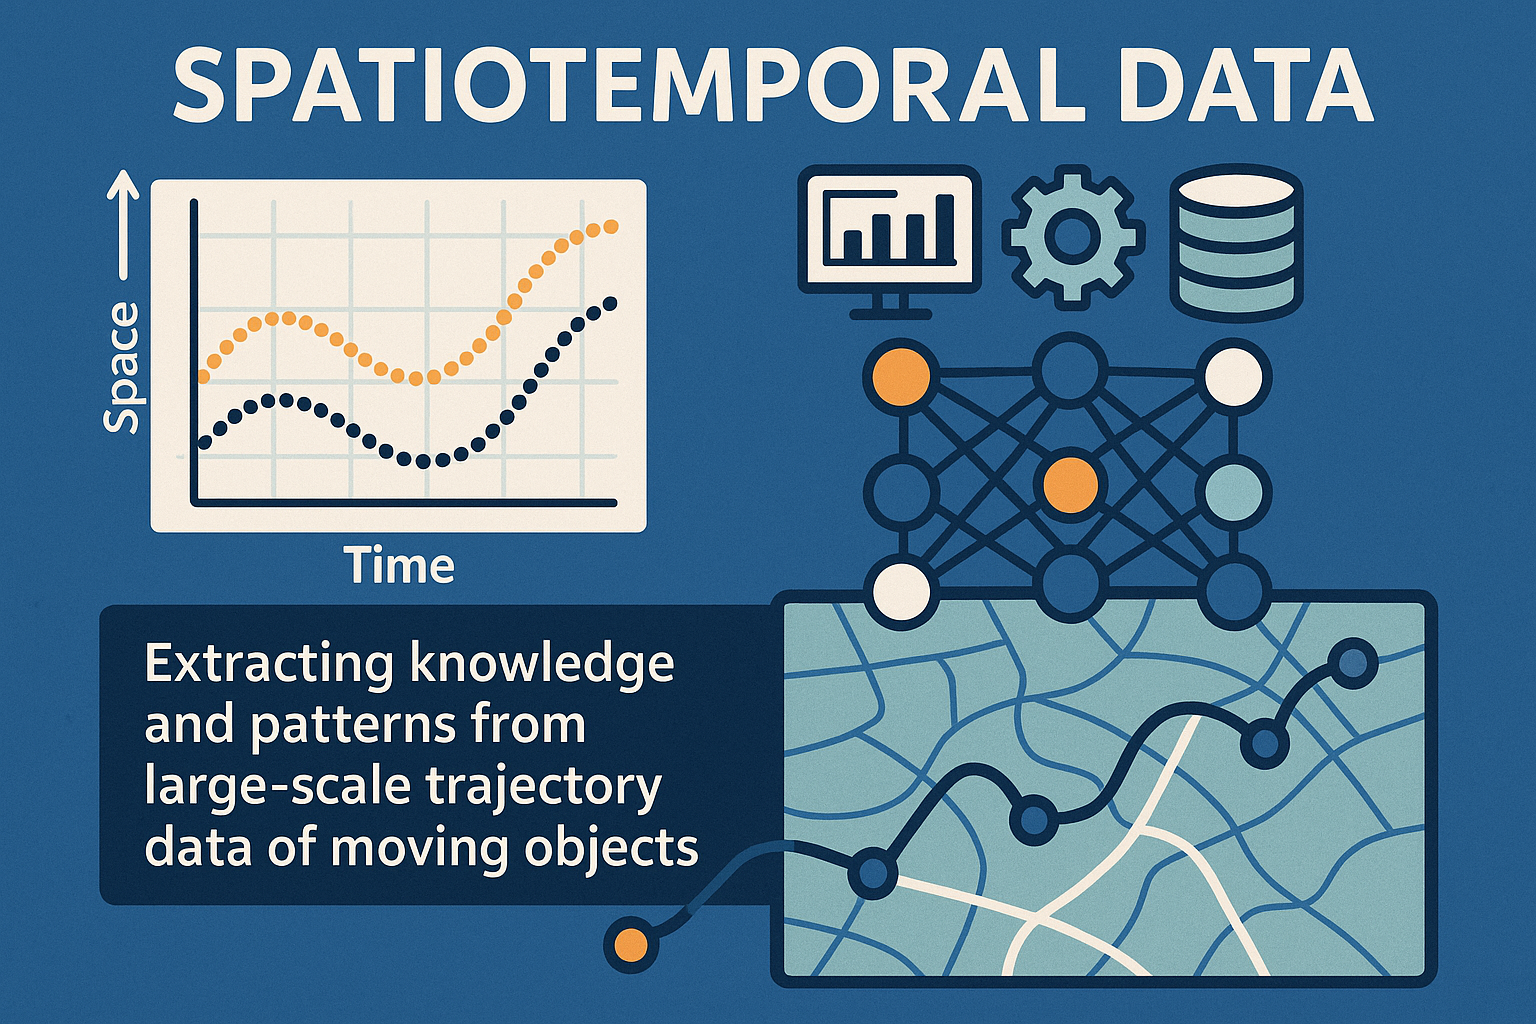 SPATIOTEMPORAL DATA
Space
Time
Extracting knowledge
and patterns from
large-scale trajectory
data of moving objects